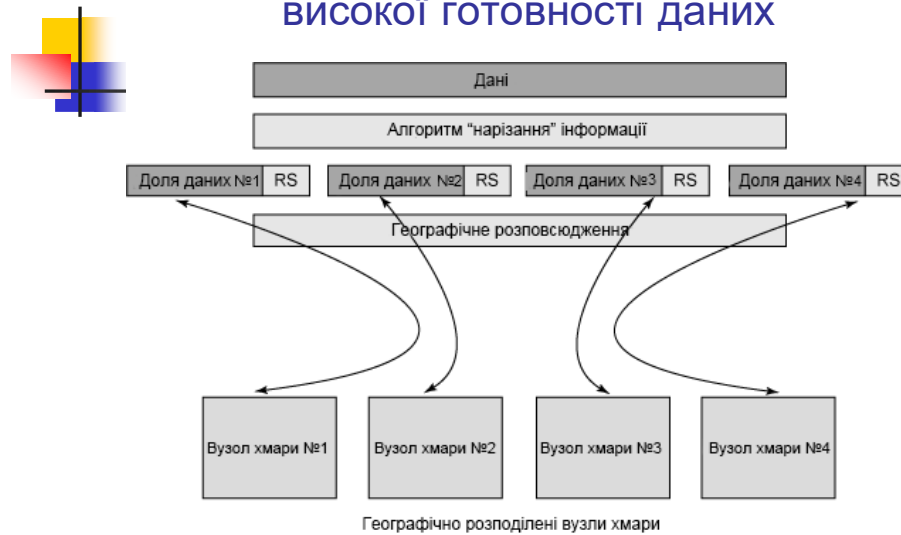 високої готовності даних
Дані
Алгоритм "нарізання" інформації
Доля даних №1 RS Доля даних №2 RS Доля даних №3 RS Доля даних №4 RS
Географічне розповсюдження
Вузол хмари №1 Вузол хмари №2 Вузол хмари №3 Вузол хмари №4
Географічно розподілені вузли хмари